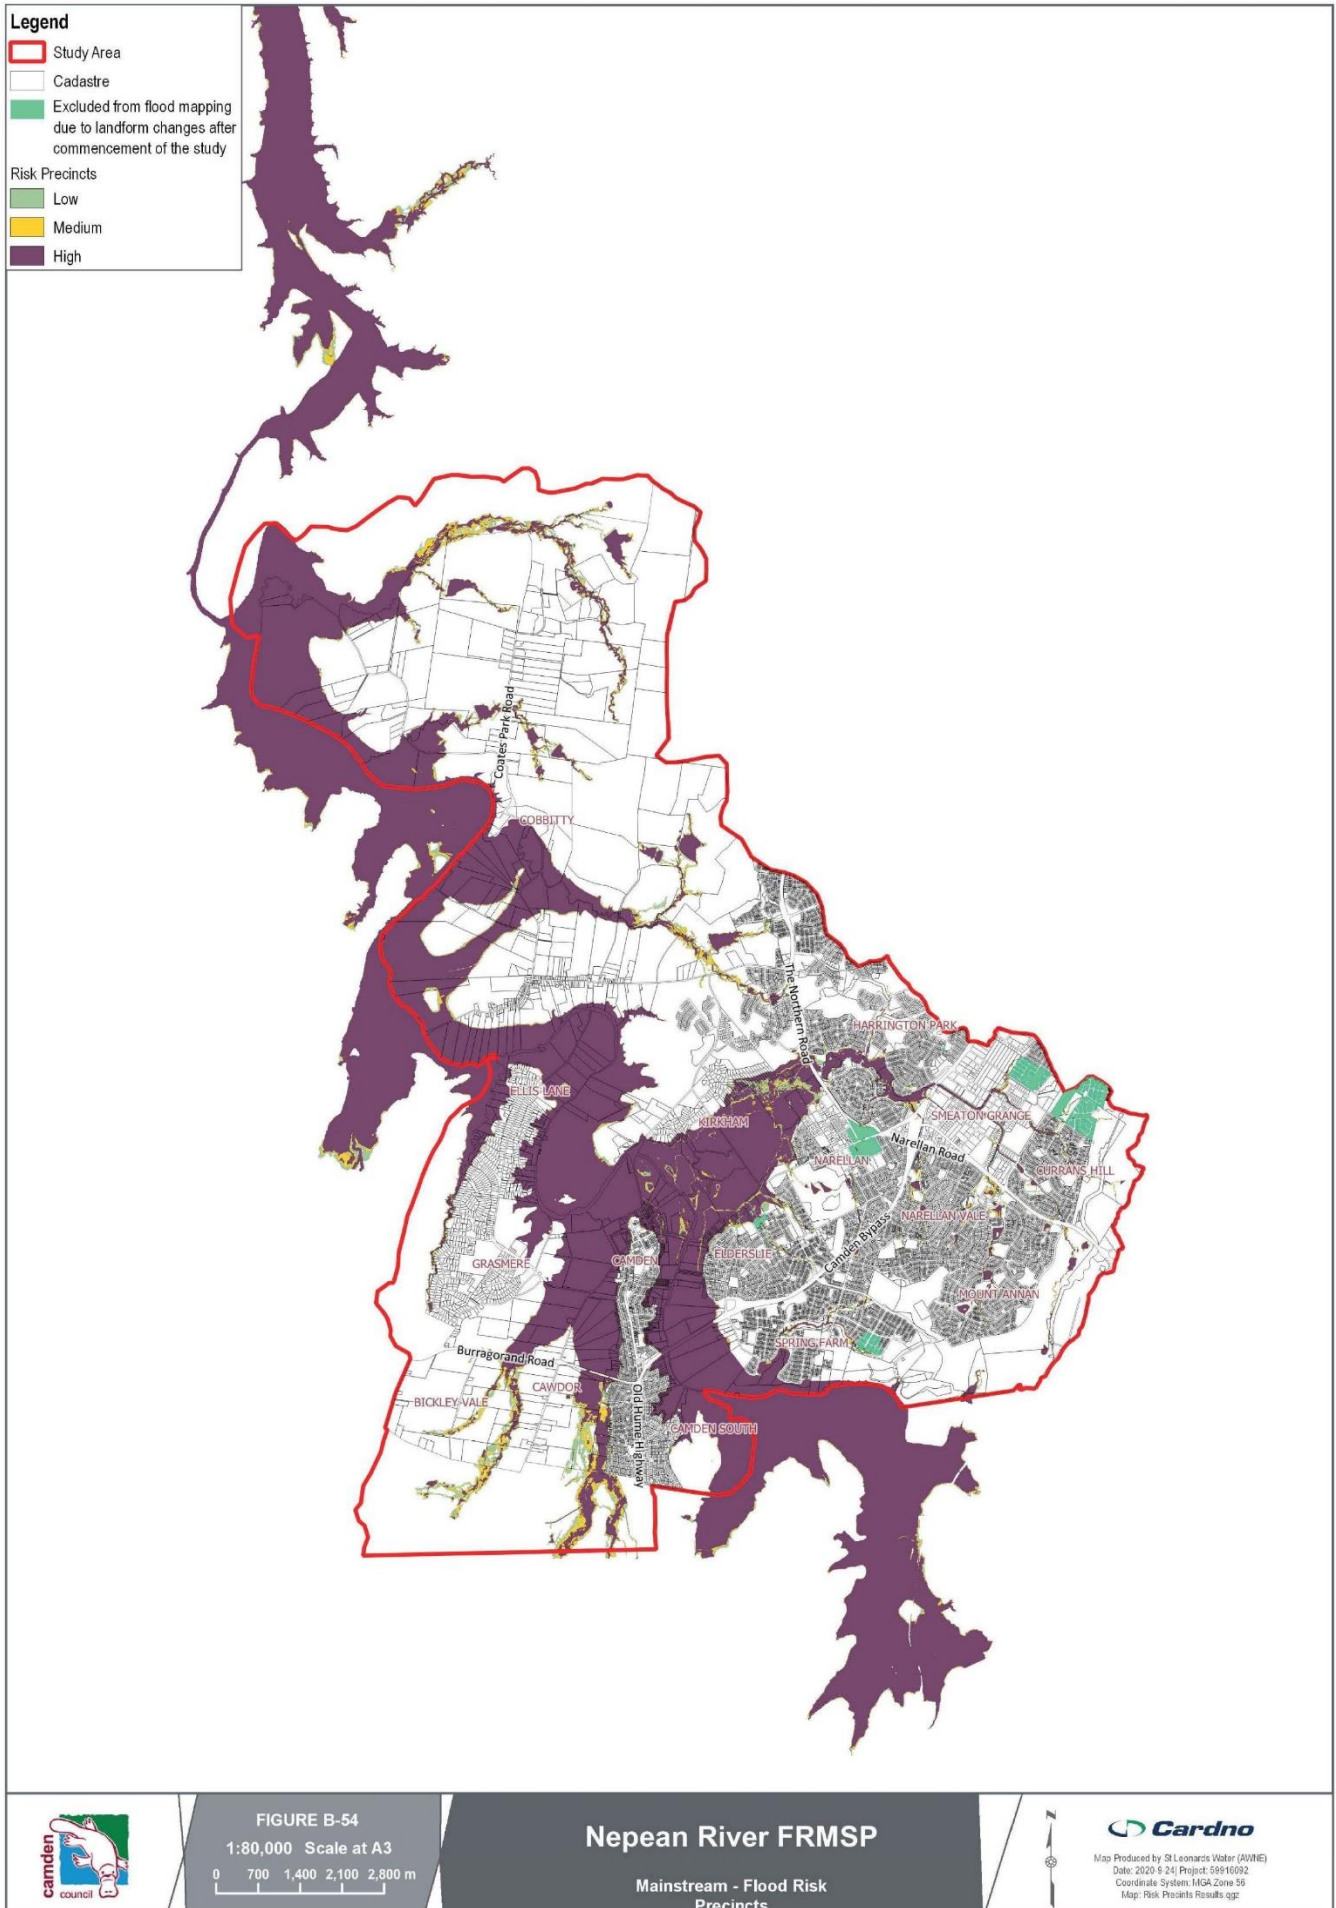 Legend
Study Area
Cadastre
Excluded from flood mapping
due to landform changes after
commencement of the study
Risk Precincts
Low
Medium
High
Coates Park Road
COBBITTY
The Northern Road
HARRINGTON PARK
ELLIS LANE
KIRKHAM
SMEATON GRANGE
Narellan Road
NARELLAN
CURRANS HILL
NARELLAN VALE
Camden Bypass
ELDERSLIE
GRASMERE
CAMDEN
MOUNT ANNAN
SPRING FARM
Burragorand Road
CAWDOR
BICKLEY VALE
Old Hume Highway
CAMDEN SOUTH
camden
council
FIGURE B-54
1:80,000 Scale at A3
0 700 1,400 2,100 2,800 m
Nepean River FRMSP
Mainstream - Flood Risk
Precincts
N
Cardno
Map Produced by St Leonards Water (AWNE)
Date: 2020-9-24| Project: 59916092
Coordinate System: MGA Zone 56
Map: Risk Precints Results.qgz